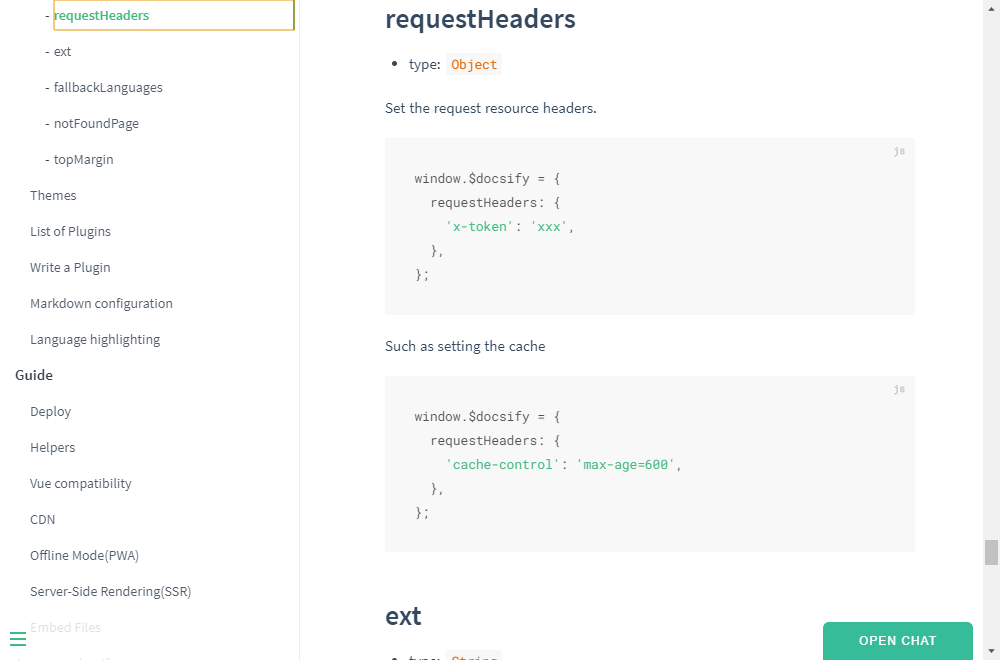 - requestHeaders
- ext
- fallbackLanguages
- notFoundPage
- topMargin
Themes
List of Plugins
Write a Plugin
Markdown configuration
Language highlighting
Guide
Deploy
Helpers
Vue compatibility
CDN
Offline Mode(PWA)
Server-Side Rendering(SSR)
Embed Files
requestHeaders
• type: Object
Set the request resource headers.
js
window.$docsify = {
  requestHeaders: {
    'x-token': 'xxx',
  },
};
Such as setting the cache
js
window.$docsify = {
  requestHeaders: {
    'cache-control': 'max-age=600',
  },
};
ext
• type: String
OPEN CHAT